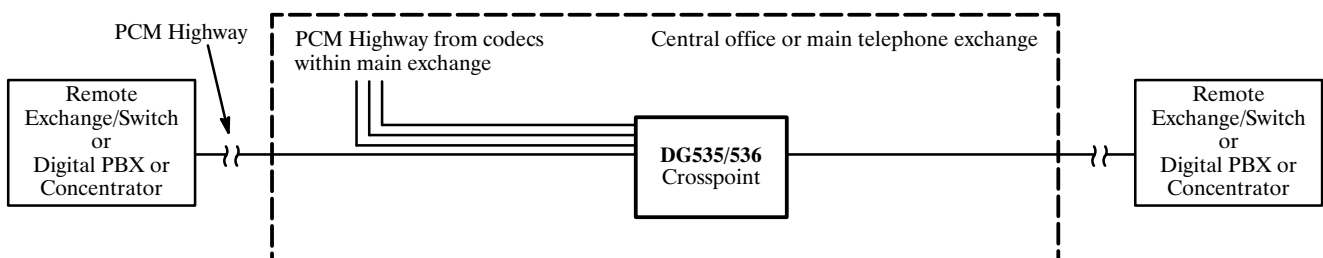 PCM Highway
PCM Highway from codecs
within main exchange
Central office or main telephone exchange
Remote
Exchange/Switch
or
Digital PBX or
Concentrator
DG535/536
Crosspoint
Remote
Exchange/Switch
or
Digital PBX or
Concentrator